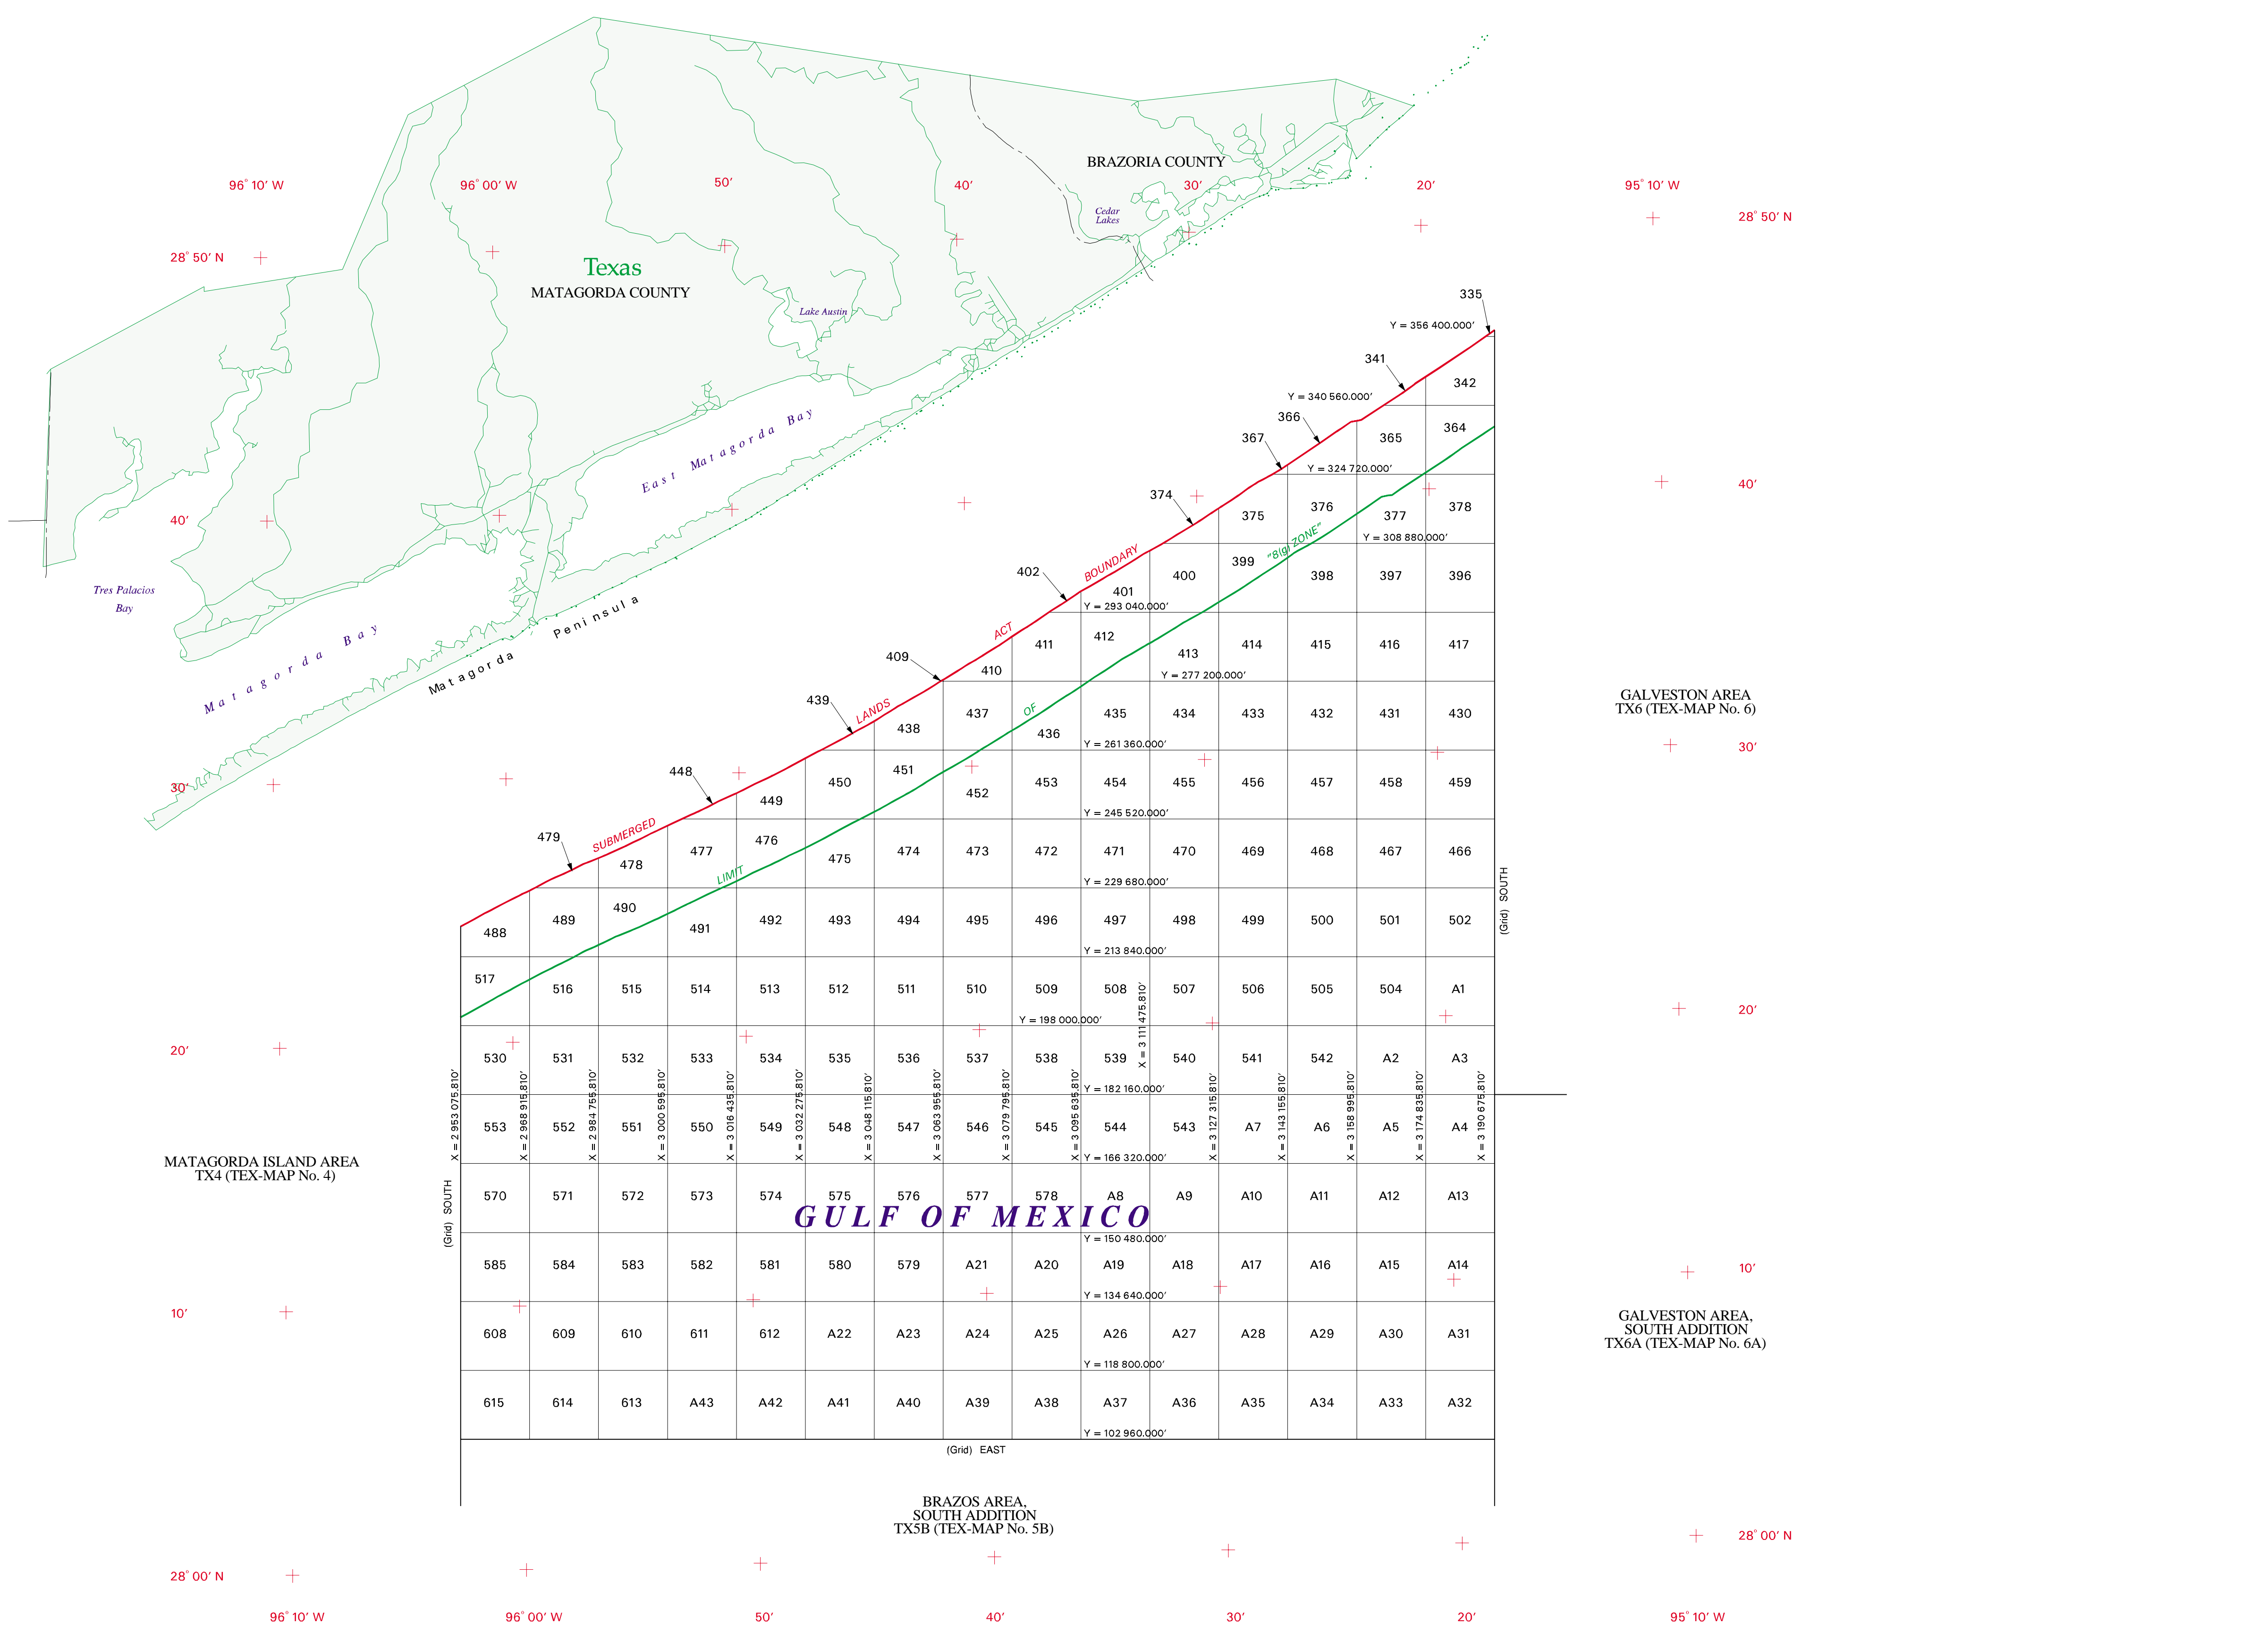 BRAZORIA COUNTY
96° 10' W
96° 00' W
50'
40'
30'
20'
95° 10' W
Cedar
Lakes
28° 50' N
28° 50' N
Texas
MATAGORDA COUNTY
Lake Austin
335
Y = 356 400.000'
341
342
Y = 340 560.000'
366
East Matagorda Bay
367
365
364
Y = 324 720.000'
40'
374
375
376
377
378
40'
"8(g) ZONE"
Y = 308 880.000'
BOUNDARY
402
401
400
399
398
397
396
Tres Palacios
Bay
Y = 293 040.000'
Matagorda Peninsula
Matagorda Bay
ACT
409
410
411
412
413
414
415
416
417
Y = 277 200.000'
GALVESTON AREA
TX6 (TEX-MAP No. 6)
439
LANDS
438
437
OF
436
435
434
433
432
431
430
Y = 261 360.000'
30'
448
449
450
451
452
453
454
455
456
457
458
459
30'
Y = 245 520.000'
479
SUBMERGED
478
477
476
475
474
473
472
471
470
469
468
467
466
LIMIT
Y = 229 680.000'
(Grid) SOUTH
488
489
490
491
492
493
494
495
496
497
498
499
500
501
502
Y = 213 840.000'
517
516
515
514
513
512
511
510
509
508
507
506
505
504
A1
20'
Y = 198 000.000'
X = 3 111 475.810'
20'
530
531
532
533
534
535
536
537
538
539
540
541
542
A2
A3
Y = 182 160.000'
X = 2 953 075.810'
X = 2 968 915.810'
X = 2 984 755.810'
X = 3 000 595.810'
X = 3 016 435.810'
X = 3 032 275.810'
X = 3 048 115.810'
X = 3 063 955.810'
X = 3 079 795.810'
X = 3 095 635.810'
X = 3 127 315.810'
X = 3 143 155.810'
X = 3 158 995.810'
X = 3 174 835.810'
X = 3 190 675.810'
553
552
551
550
549
548
547
546
545
544
543
A7
A6
A5
A4
Y = 166 320.000'
MATAGORDA ISLAND AREA
TX4 (TEX-MAP No. 4)
(Grid) SOUTH
570
571
572
573
574
575
576
577
578
A8
A9
A10
A11
A12
A13
GULF OF MEXICO
Y = 150 480.000'
585
584
583
582
581
580
579
A21
A20
A19
A18
A17
A16
A15
A14
10'
Y = 134 640.000'
10'
608
609
610
611
612
A22
A23
A24
A25
A26
A27
A28
A29
A30
A31
GALVESTON AREA,
SOUTH ADDITION
TX6A (TEX-MAP No. 6A)
Y = 118 800.000'
615
614
613
A43
A42
A41
A40
A39
A38
A37
A36
A35
A34
A33
A32
Y = 102 960.000'
(Grid) EAST
BRAZOS AREA,
SOUTH ADDITION
TX5B (TEX-MAP No. 5B)
28° 00' N
28° 00' N
96° 10' W
96° 00' W
50'
40'
30'
20'
95° 10' W